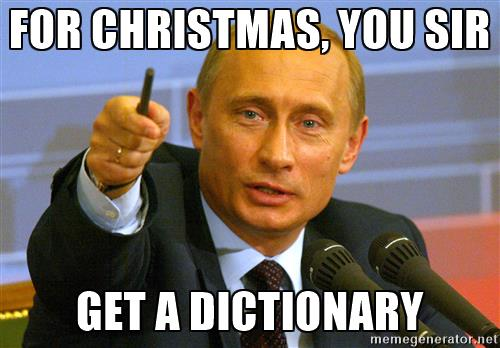 FOR CHRISTMAS, YOU SIR
GET A DICTIONARY
memegenerator.net